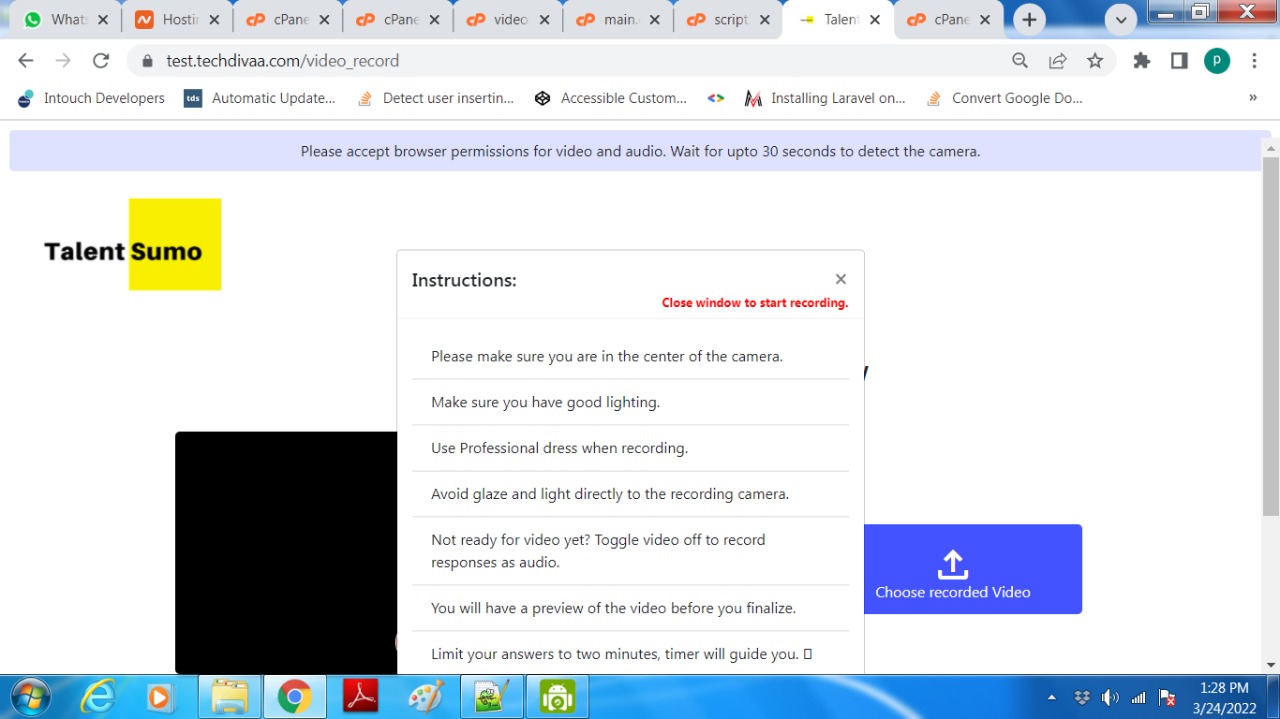 Whats
Hostin
cPane
cPane
video
main.
script
Talent
cPane
test.techdivaa.com/video_record
p
Intouch Developers
tds
Automatic Update...
Detect user insertin...
Accessible Custom...
Installing Laravel on...
Convert Google Do...
»
Please accept browser permissions for video and audio. Wait for upto 30 seconds to detect the camera.
Talent Sumo
Instructions:
Close window to start recording.
Please make sure you are in the center of the camera.
Make sure you have good lighting.
Use Professional dress when recording.
Avoid glaze and light directly to the recording camera.
Not ready for video yet? Toggle video off to record
responses as audio.
You will have a preview of the video before you finalize.
Limit your answers to two minutes, timer will guide you.
Choose recorded Video
1:28 PM
3/24/2022